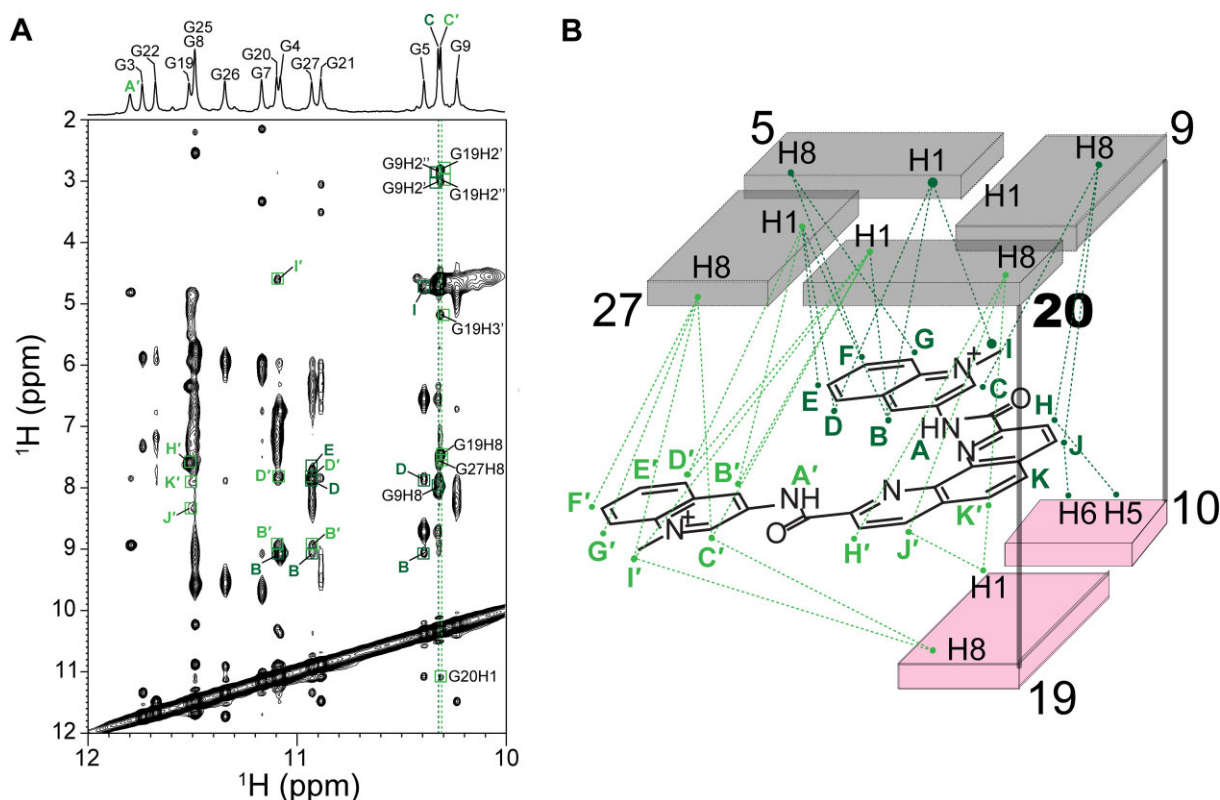 A
G3
A′
G22
G19
G25
G8
G26
G7
G20
G4
G27
G21
C
C′
G5
G9
2
3
4
5
6
7
8
9
10
11
12
¹H (ppm)
G9H2′′
G19H2′
G9H2′
G19H2′′
I′
I
G19H3′
H′
K′
J′
D′
E
D′
D
D
G19H8
G27H8
G9H8
B′
B
B′
B
B
G20H1
12
11
10
¹H (ppm)
B
5
9
H8
H1
H8
H1
H1
H1
H8
H8
27
20
F
G
N
+
I
E
D
B
C
HN
A
O
H
N
J
K
E′
D′
B′
A′
F′
NH
N
G′
N
+
O
I′
C′
H′
J′
K′
H6
H5
10
H1
H8
19